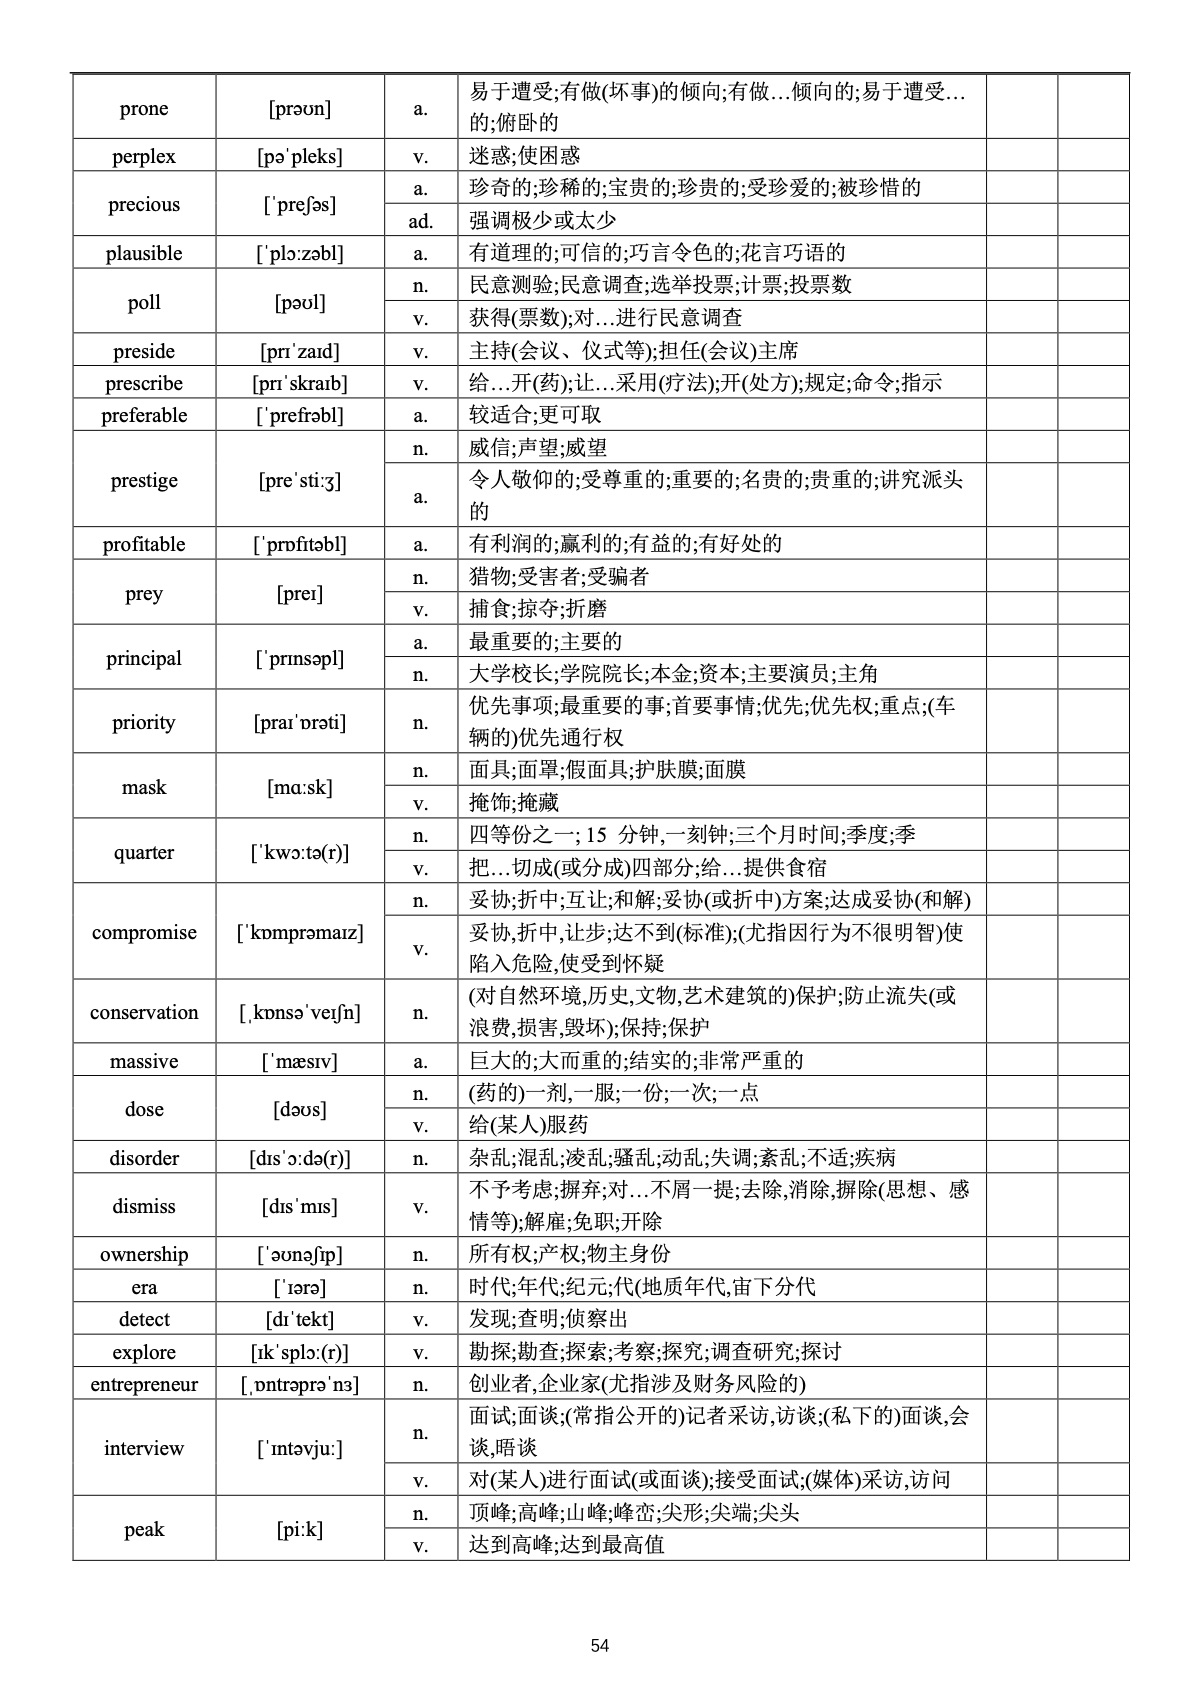 prone [prəʊn] a. 易于遭受;有做(坏事)的倾向;有做…倾向的;易于遭受…
的;俯卧的
perplex [pəˈpleks] v. 迷惑;使困惑
precious [ˈpreʃəs] a. 珍奇的;珍稀的;宝贵的;珍贵的;受珍爱的;被珍惜的
ad. 强调极少或太少
plausible [ˈplɔːzəbl] a. 有道理的;可信的;巧言令色的;花言巧语的
poll [pəʊl] n. 民意测验;民意调查;选举投票;计票;投票数
v. 获得(票数);对…进行民意调查
preside [prɪˈzaɪd] v. 主持(会议、仪式等);担任(会议)主席
prescribe [prɪˈskraɪb] v. 给…开(药);让…采用(疗法);开(处方);规定;命令;指示
preferable [ˈprefrəbl] a. 较适合;更可取
prestige [preˈstiːʒ] n. 威信;声望;威望
a. 令人敬仰的;受尊重的;重要的;名贵的;贵重的;讲究派头
的
profitable [ˈprɒfɪtəbl] a. 有利润的;赢利的;有益的;有好处的
prey [preɪ] n. 猎物;受害者;受骗者
v. 捕食;掠夺;折磨
principal [ˈprɪnsəpl] a. 最重要的;主要的
n. 大学校长;学院院长;本金;资本;主要演员;主角
priority [praɪˈɒrəti] n. 优先事项;最重要的事;首要事情;优先;优先权;重点;(车
辆的)优先通行权
mask [mɑːsk] n. 面具;面罩;假面具;护肤膜;面膜
v. 掩饰;掩藏
quarter [ˈkwɔːtə(r)] n. 四等份之一; 15 分钟,一刻钟;三个月时间;季度;季
v. 把…切成(或分成)四部分;给…提供食宿
compromise [ˈkɒmprəmaɪz] n. 妥协;折中;互让;和解;妥协(或折中)方案;达成妥协(和解)
v. 妥协,折中,让步;达不到(标准);(尤指因行为不很明智)使
陷入危险,使受到怀疑
conservation [ˌkɒnsəˈveɪʃn] n. (对自然环境,历史,文物,艺术建筑的)保护;防止流失(或
浪费,损害,毁坏);保持;保护
massive [ˈmæsɪv] a. 巨大的;大而重的;结实的;非常严重的
dose [dəʊs] n. (药的)一剂,一服;一份;一次;一点
v. 给(某人)服药
disorder [dɪsˈɔːdə(r)] n. 杂乱;混乱;凌乱;骚乱;动乱;失调;紊乱;不适;疾病
dismiss [dɪsˈmɪs] v. 不予考虑;摒弃;对…不屑一提;去除,消除,摒除(思想、感
情等);解雇;免职;开除
ownership [ˈəʊnəʃɪp] n. 所有权;产权;物主身份
era [ˈɪərə] n. 时代;年代;纪元;代(地质年代,宙下分代
detect [dɪˈtekt] v. 发现;查明;侦察出
explore [ɪkˈsplɔː(r)] v. 勘探;勘查;探索;考察;探究;调查研究;探讨
entrepreneur [ˌɒntrəprəˈnɜ] n. 创业者,企业家(尤指涉及财务风险的)
interview [ˈɪntəvjuː] n. 面试;面谈;(常指公开的)记者采访,访谈;(私下的)面谈,会
谈,晤谈
v. 对(某人)进行面试(或面谈);接受面试;(媒体)采访,访问
peak [piːk] n. 顶峰;高峰;山峰;峰峦;尖形;尖端;尖头
v. 达到高峰;达到最高值
54